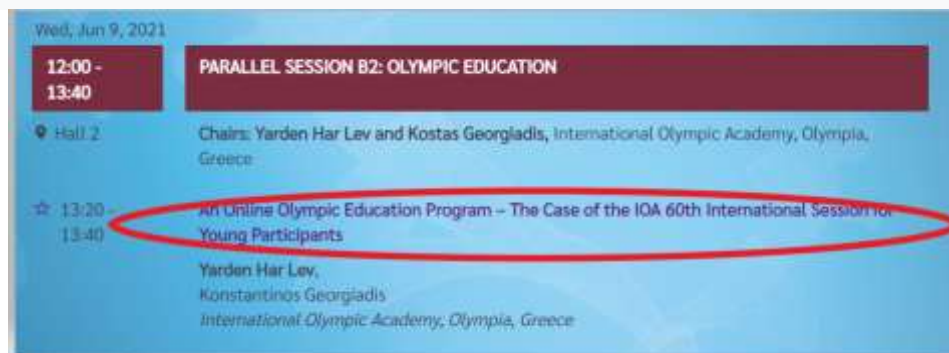 Wed, Jun 9, 2021
12:00 -
13:40
PARALLEL SESSION B2: OLYMPIC EDUCATION
Hall 2
Chairs: Yarden Har Lev and Kostas Georgiadis, International Olympic Academy, Olympia,
Greece
13:20 -
13:40
An Online Olympic Education Program – The Case of the IOA 60th International Session for
Young Participants
Yarden Har Lev,
Konstantinos Georgiadis
International Olympic Academy, Olympia, Greece